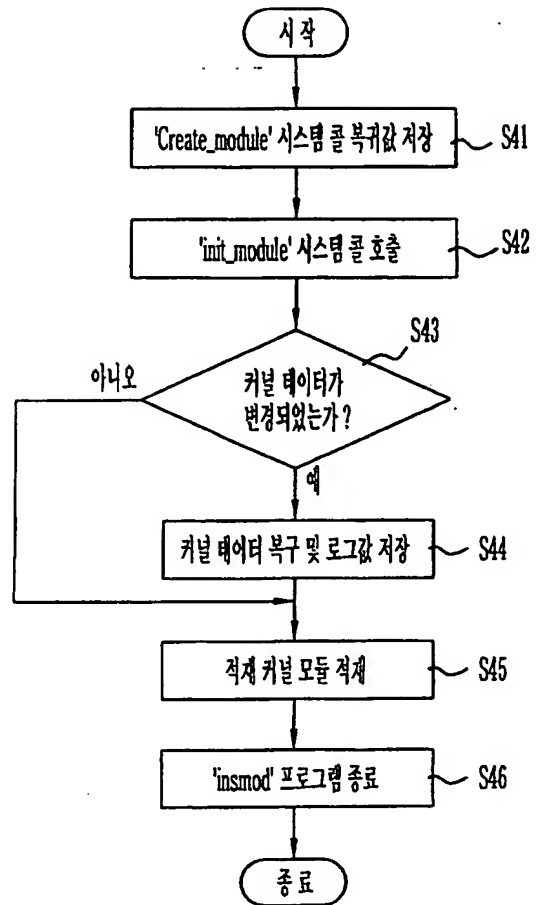 시작
'Create_module' 시스템 콜 복귀값 저장
S41
'init_module' 시스템 콜 호출
S42
S43
아니오
커널 데이터가
변경되었는가?
예
커널 데이터 복구 및 로그값 저장
S44
적재 커널 모듈 적재
S45
'insmod' 프로그램 종료
S46
종료